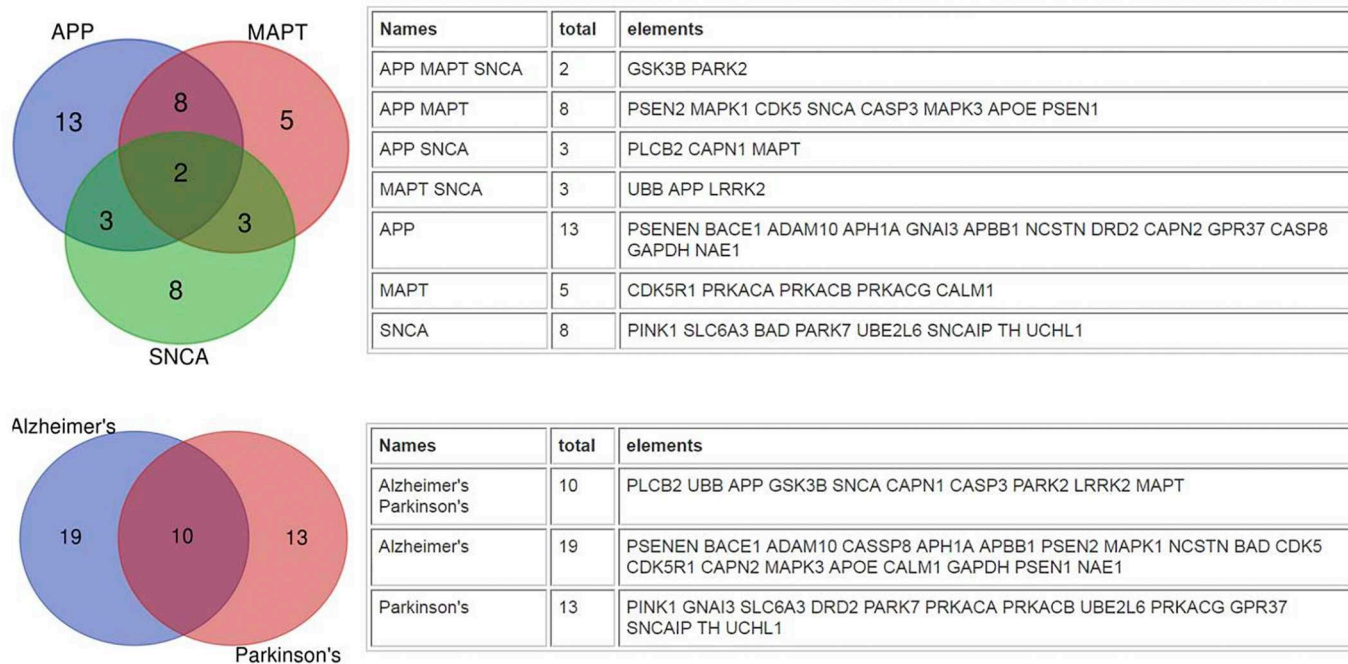 APP MAPT
13 8 5
2
3 3
8
SNCA
Names total elements
APP MAPT SNCA 2 GSK3B PARK2
APP MAPT 8 PSEN2 MAPK1 CDK5 SNCA CASP3 MAPK3 APOE PSEN1
APP SNCA 3 PLCB2 CAPN1 MAPT
MAPT SNCA 3 UBB APP LRRK2
APP 13 PSENEN BACE1 ADAM10 APH1A GNAI3 APBB1 NCSTN DRD2 CAPN2 GPR37 CASP8
GAPDH NAE1
MAPT 5 CDK5R1 PRKACA PRKACB PRKACG CALM1
SNCA 8 PINK1 SLC6A3 BAD PARK7 UBE2L6 SNCAIP TH UCHL1
Alzheimer's
19 10 13
Parkinson's
Names total elements
Alzheimer's 10 PLCB2 UBB APP GSK3B SNCA CAPN1 CASP3 PARK2 LRRK2 MAPT
Parkinson's
Alzheimer's 19 PSENEN BACE1 ADAM10 CASSP8 APH1A APBB1 PSEN2 MAPK1 NCSTN BAD CDK5
CDK5R1 CAPN2 MAPK3 APOE CALM1 GAPDH PSEN1 NAE1
Parkinson's 13 PINK1 GNAI3 SLC6A3 DRD2 PARK7 PRKACA PRKACB UBE2L6 PRKACG GPR37
SNCAIP TH UCHL1